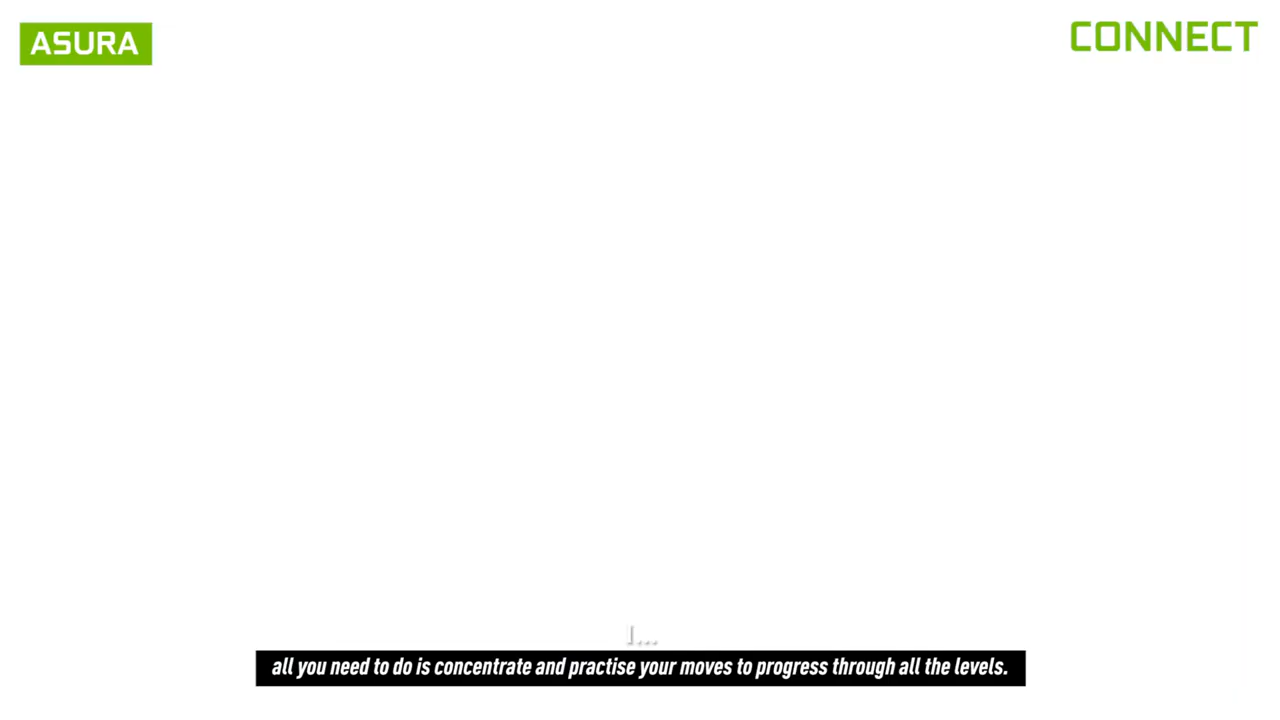 ASURA
CONNECT
I...
all you need to do is concentrate and practise your moves to progress through all the levels.